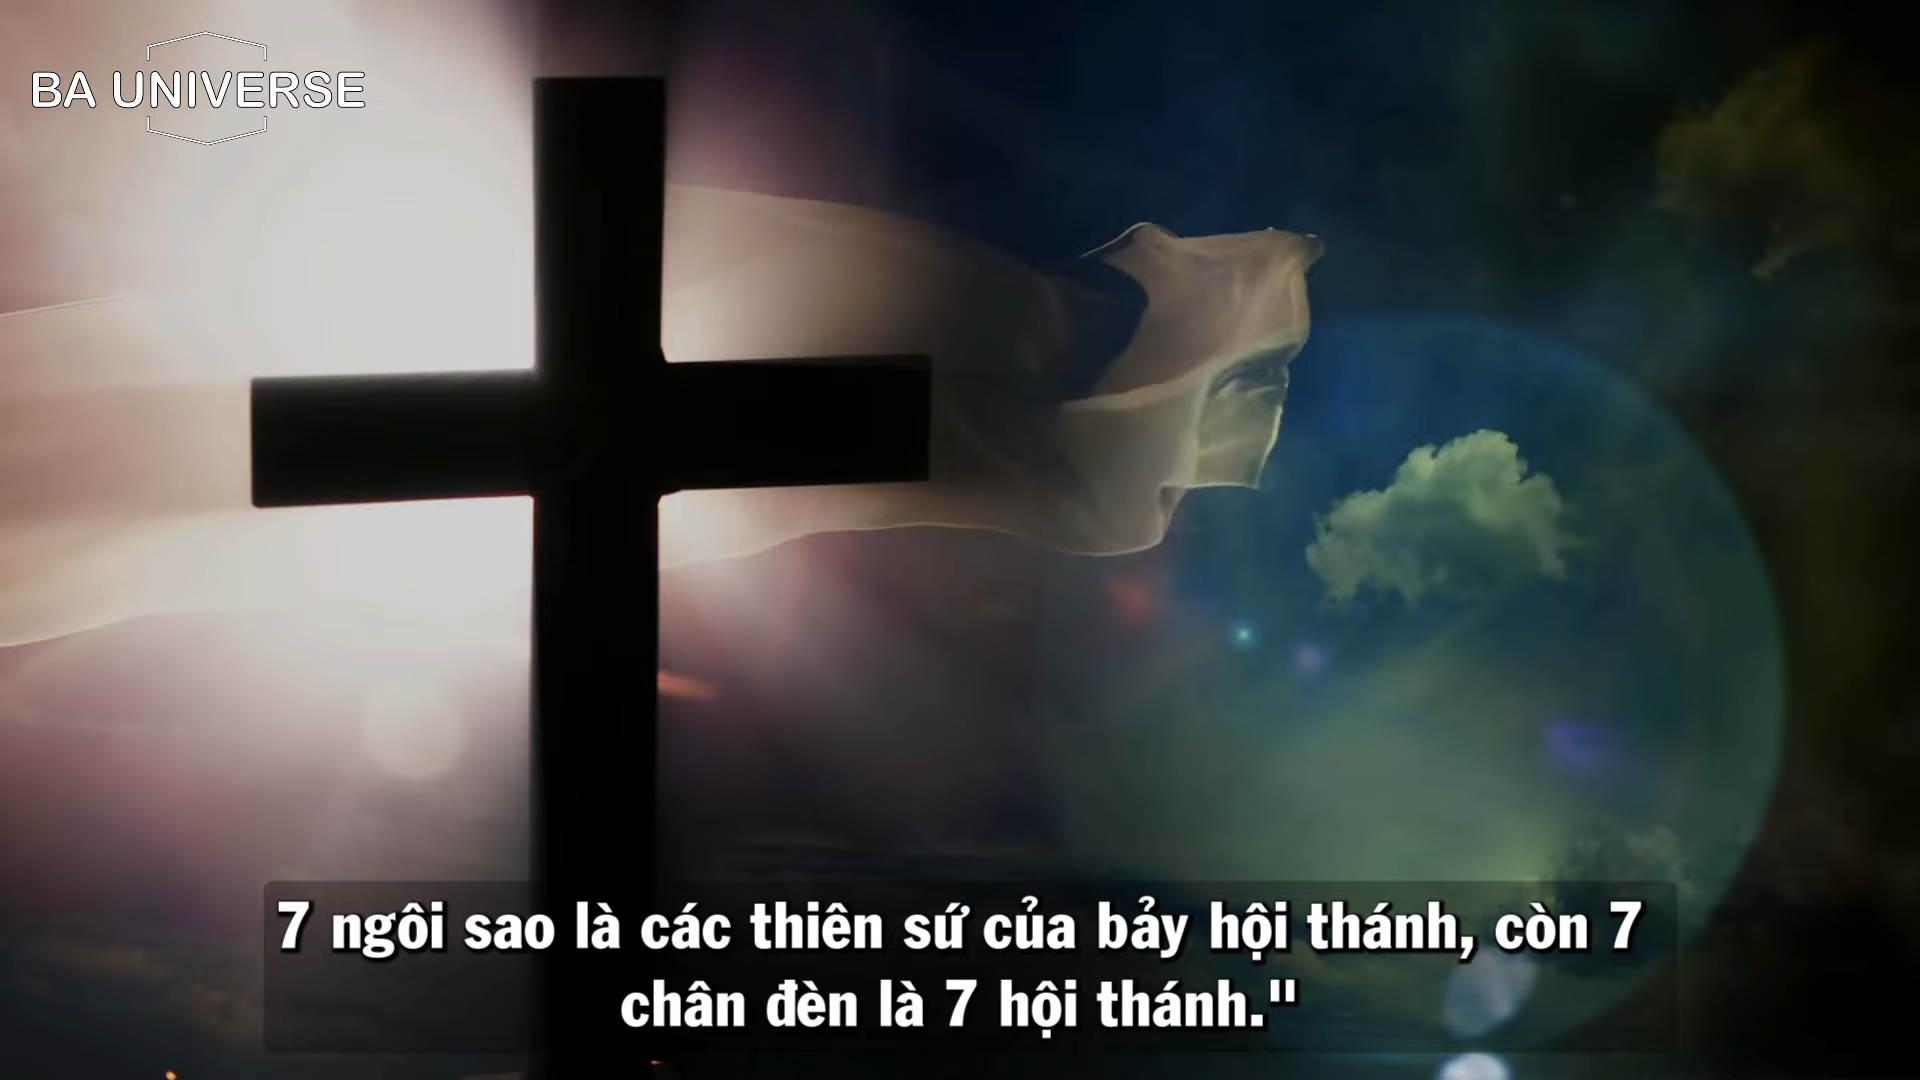 BA UNIVERSE
7 ngôi sao là các thiên sứ của bảy hội thánh, còn 7
chân đèn là 7 hội thánh."